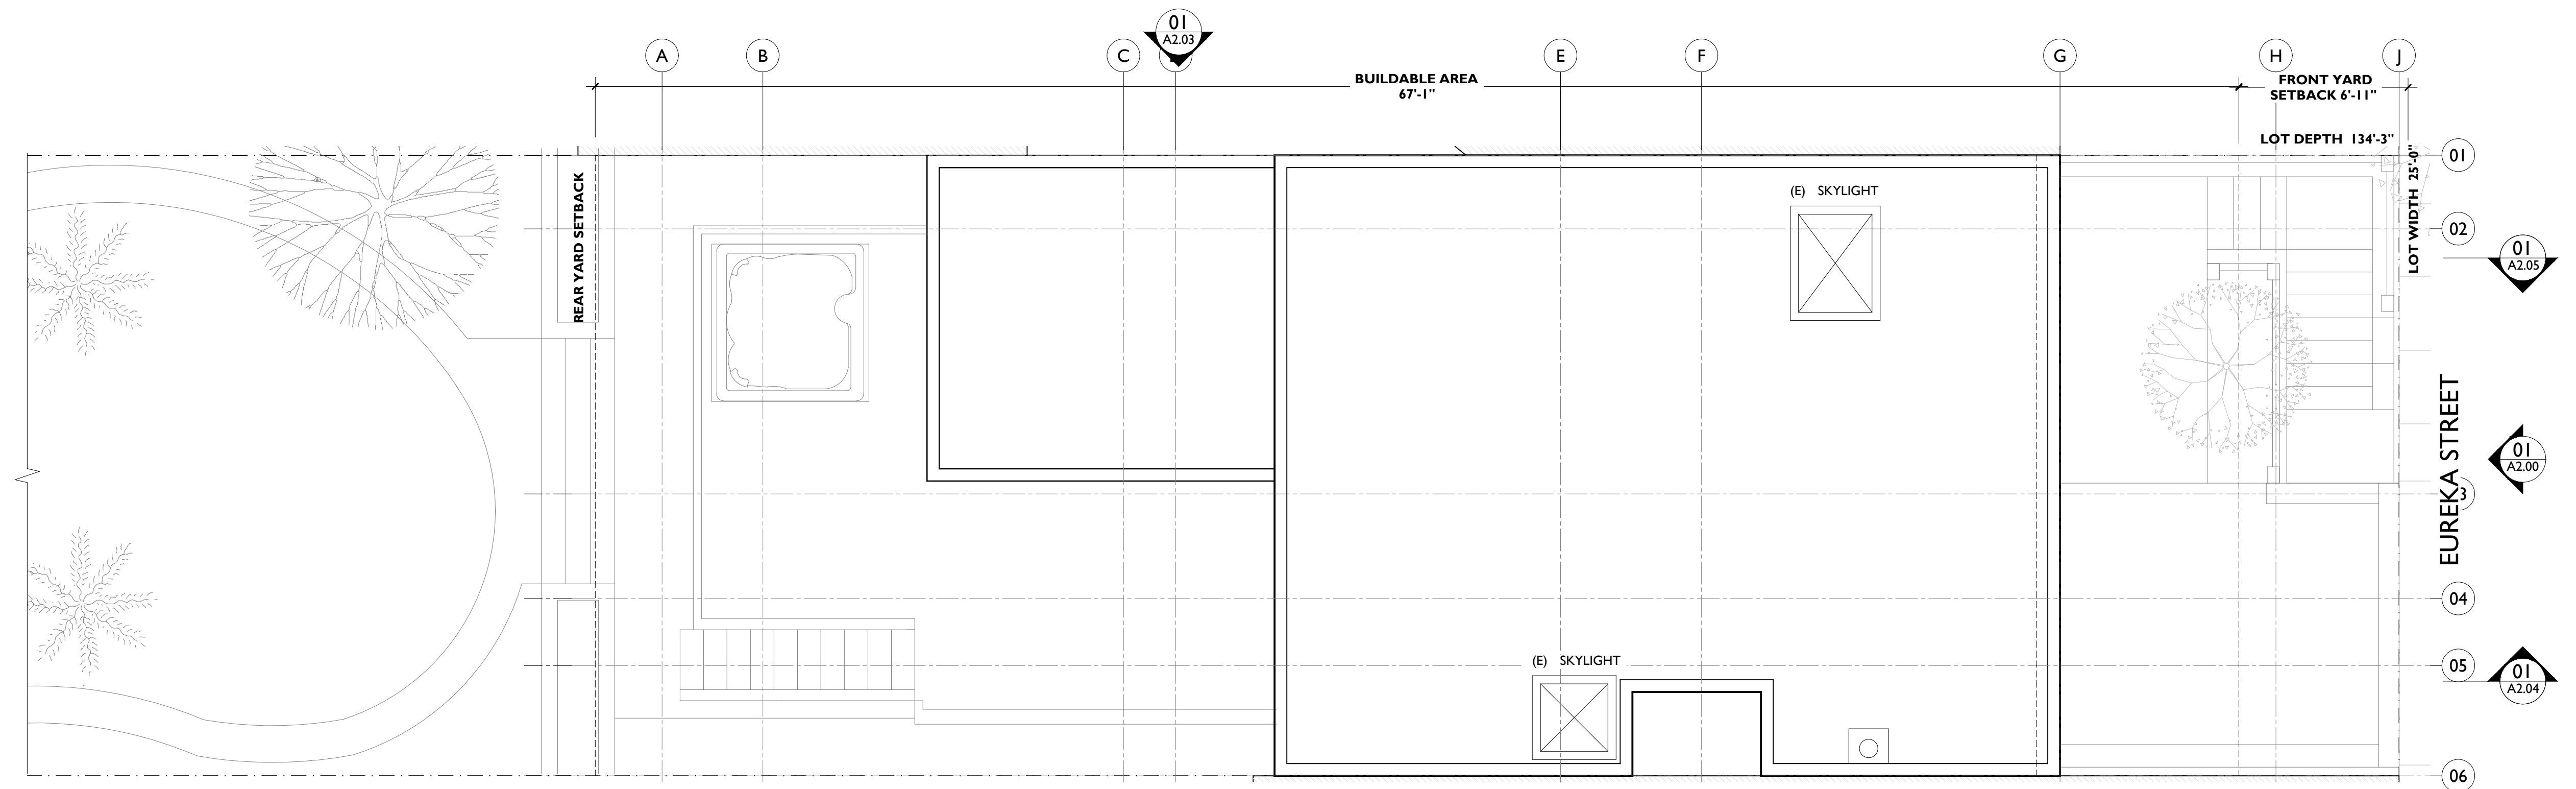 01
A2.03
A
B
C
E
F
G
H
J
BUILDABLE AREA
67'-1"
FRONT YARD
SETBACK 6'-11"
LOT DEPTH 134'-3"
LOT WIDTH 25'-0"
REAR YARD SETBACK
(E) SKYLIGHT
(E) SKYLIGHT
EUREKA STREET
01
02
3
04
05
06
01
A2.05
01
A2.00
01
A2.04